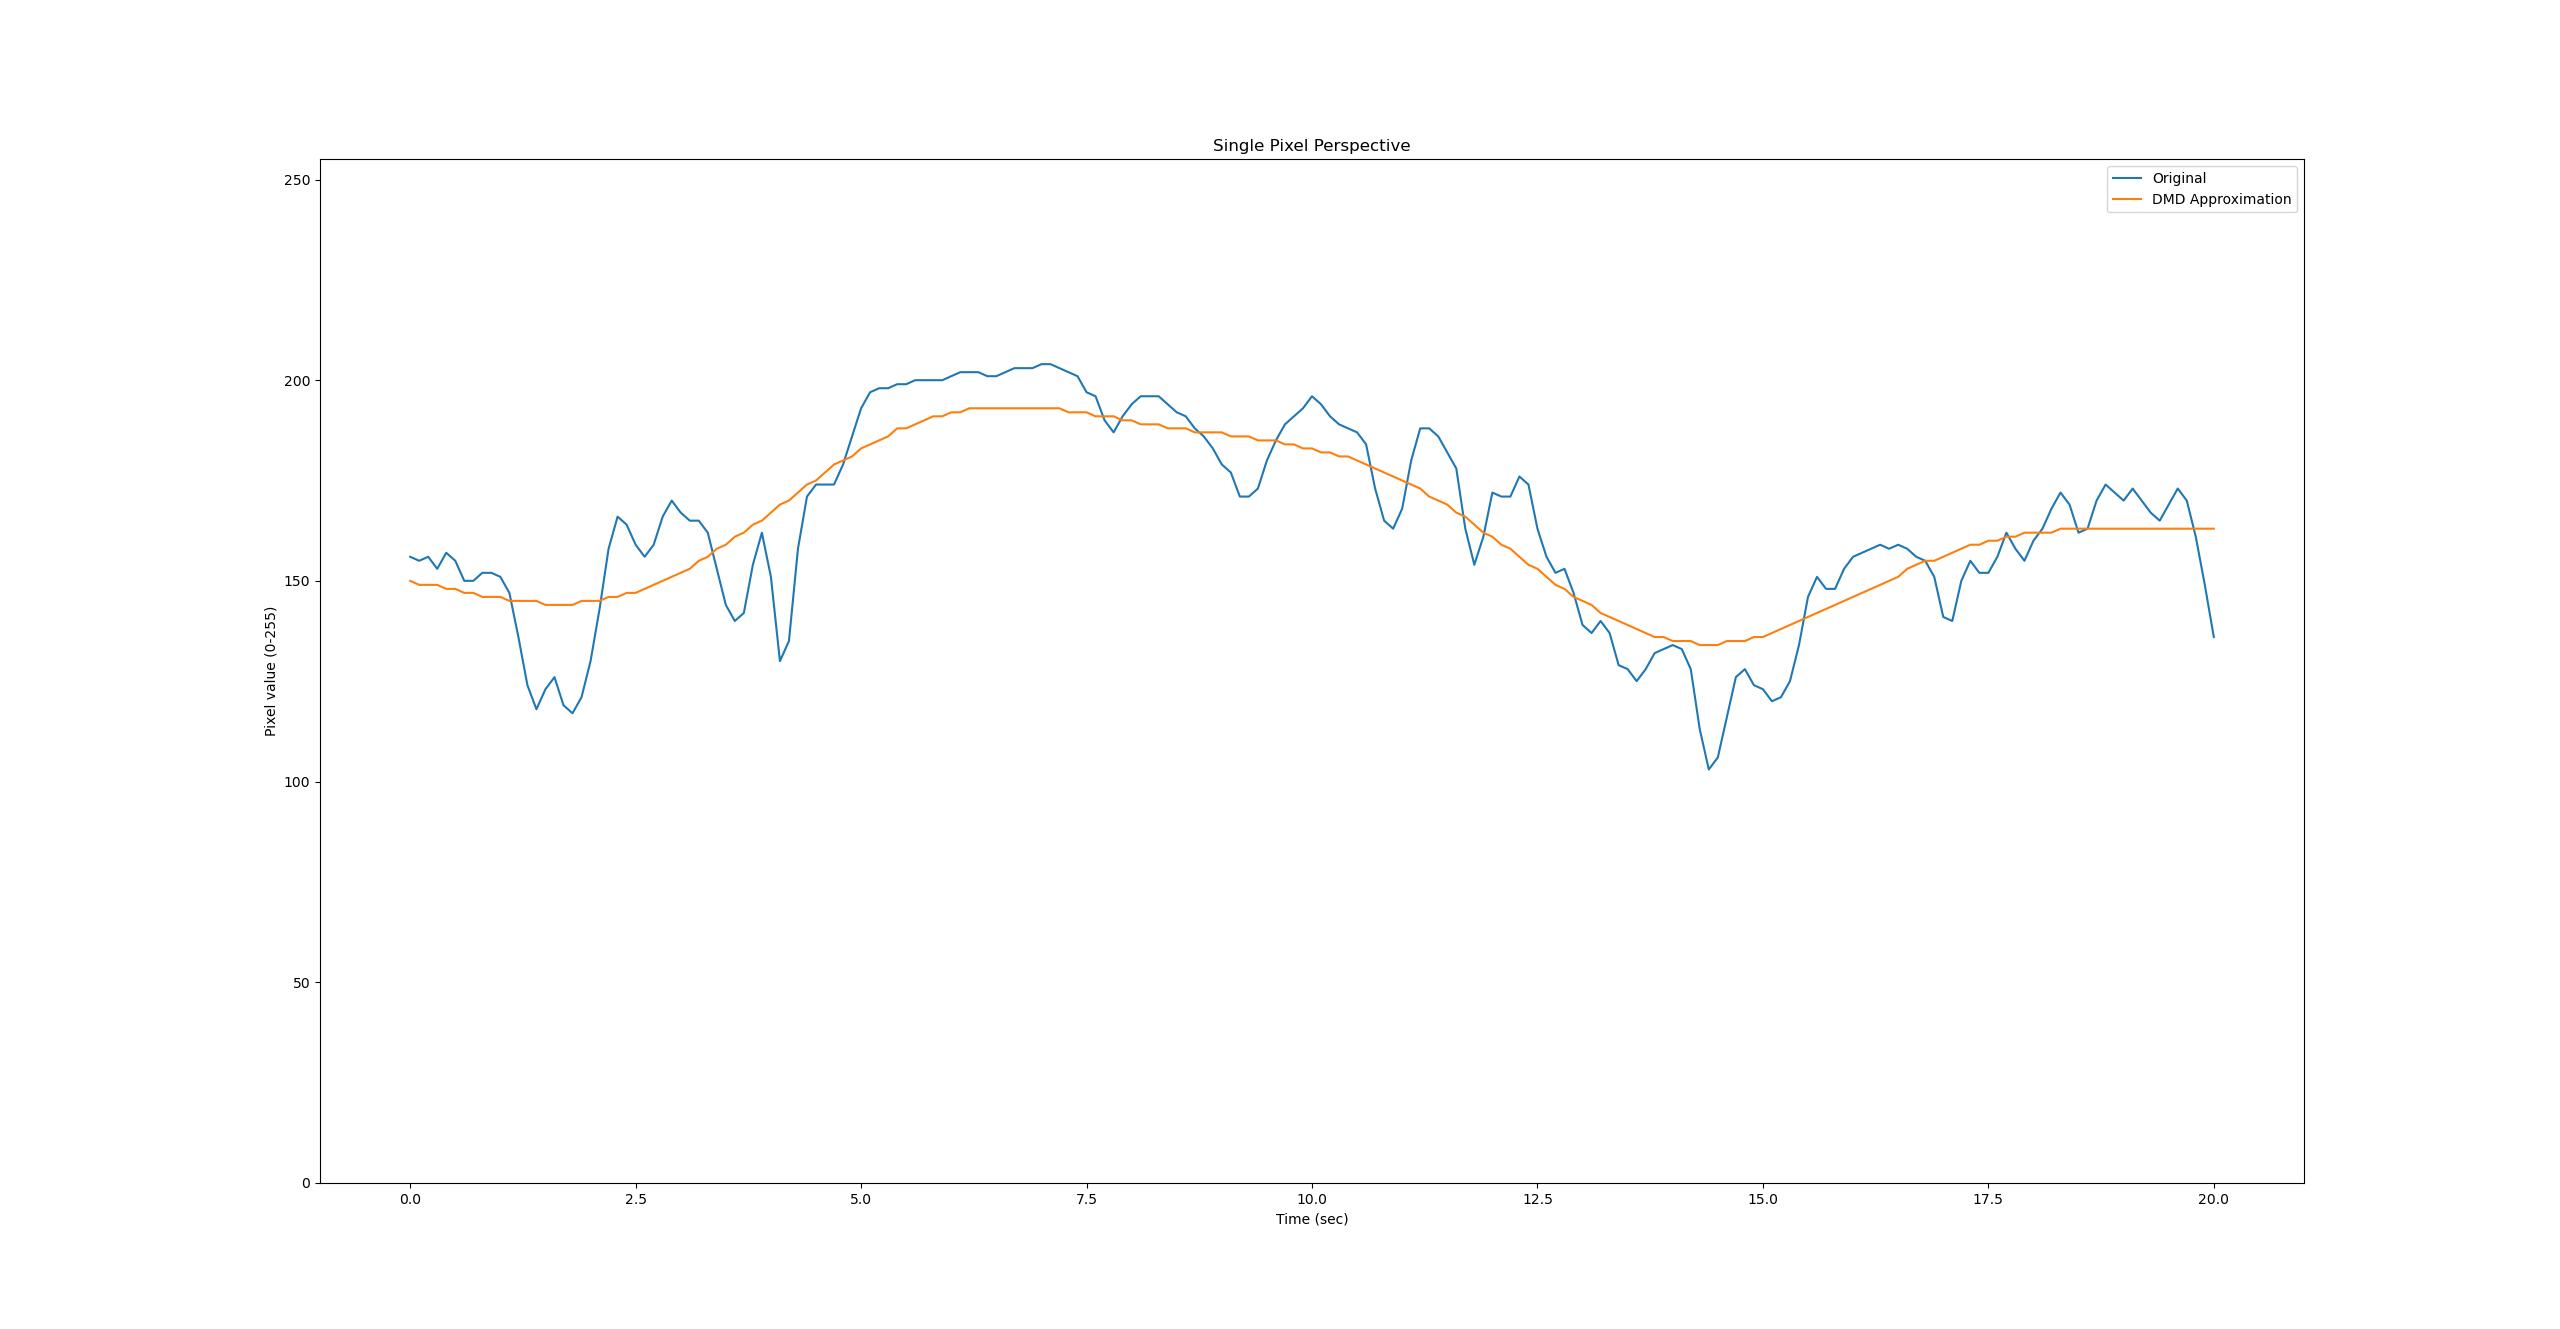 Single Pixel Perspective
Original
DMD Approximation
250
200
150
100
50
0
Pixel value (0-255)
0.0 2.5 5.0 7.5 10.0 12.5 15.0 17.5 20.0
Time (sec)